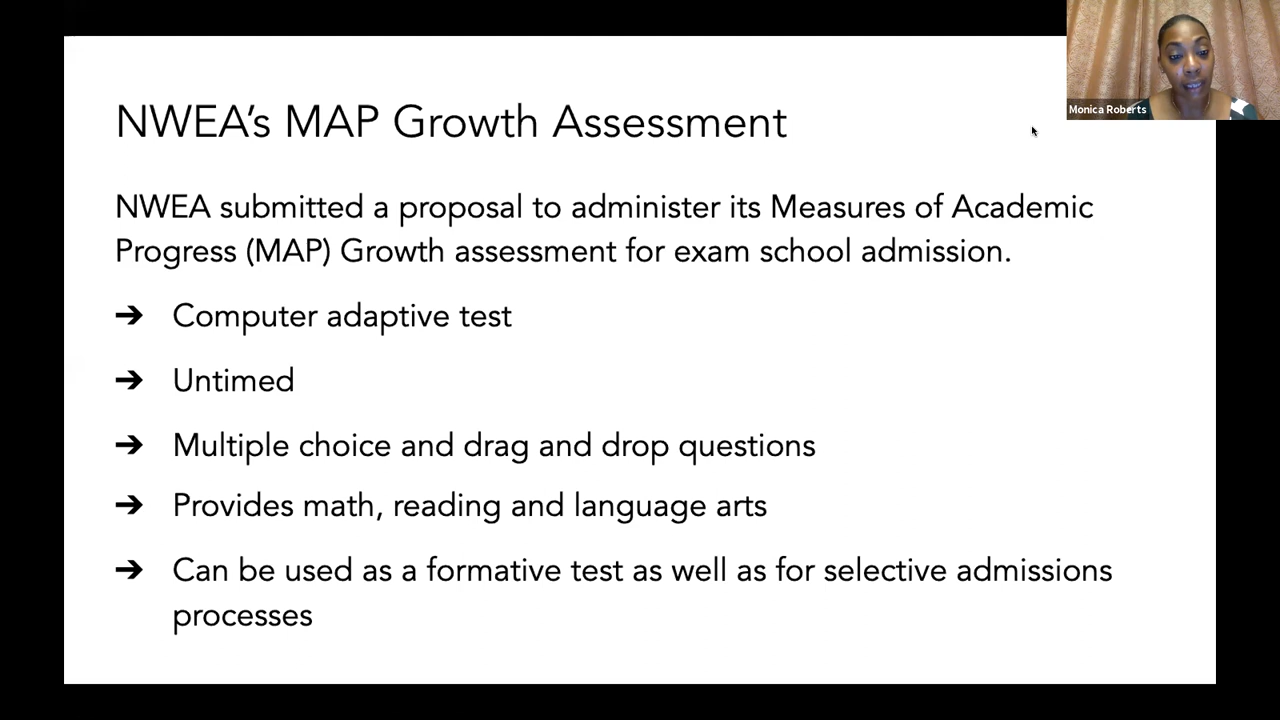 NWEA's MAP Growth Assessment
Monica Roberts
NWEA submitted a proposal to administer its Measures of Academic
Progress (MAP) Growth assessment for exam school admission.
➔ Computer adaptive test
➔ Untimed
➔ Multiple choice and drag and drop questions
➔ Provides math, reading and language arts
➔ Can be used as a formative test as well as for selective admissions
processes